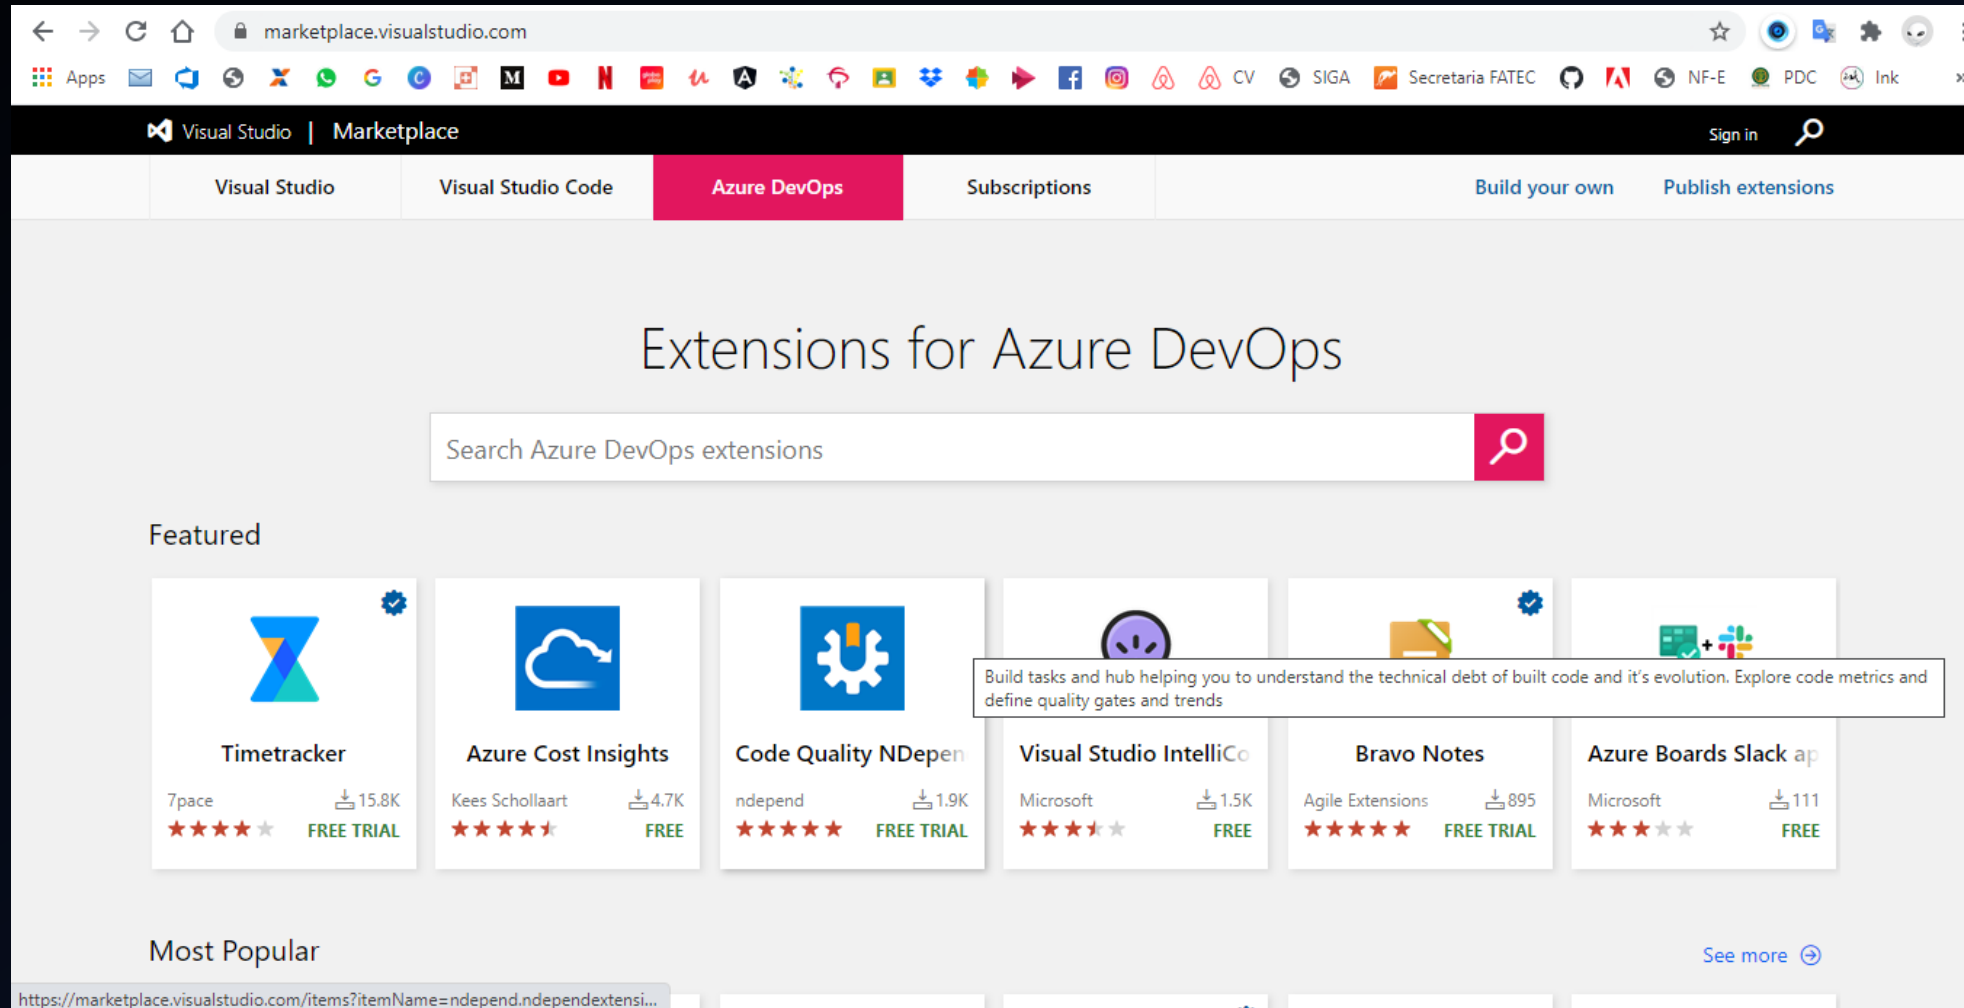 marketplace.visualstudio.com
Apps CV SIGA Secretaria FATEC NF-E PDC Ink
Visual Studio | Marketplace
Sign in
Visual Studio Visual Studio Code Azure DevOps Subscriptions Build your own Publish extensions
Extensions for Azure DevOps
Search Azure DevOps extensions
Featured
Build tasks and hub helping you to understand the technical debt of built code and it's evolution. Explore code metrics and
define quality gates and trends
Timetracker
7pace 15.8K
FREE TRIAL
Azure Cost Insights
Kees Schollaart 4.7K
FREE
Code Quality NDepen
ndepend 1.9K
FREE TRIAL
Visual Studio IntelliCo
Microsoft 1.5K
FREE
Bravo Notes
Agile Extensions 895
FREE TRIAL
Azure Boards Slack ap
Microsoft 111
FREE
Most Popular
See more
https://marketplace.visualstudio.com/items?itemName=ndepend.ndependextensi...